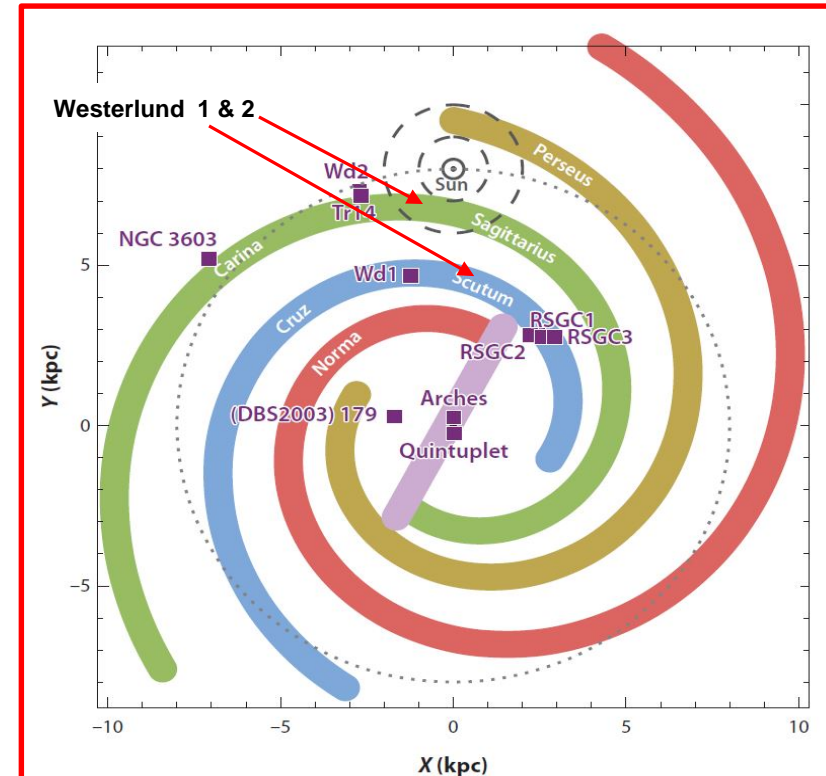 Westerlund 1 & 2
Perseus
Wd2
Sun
Tr14
Sagittarius
NGC 3603
Carina
5
Wd1
Scutum
Cruz
RSGC1
RSGC3
RSGC2
Norma
Arches
(DBS2003) 179
0
Quintuplet
Y (kpc)
−5
−10
−5
0
5
10
X (kpc)